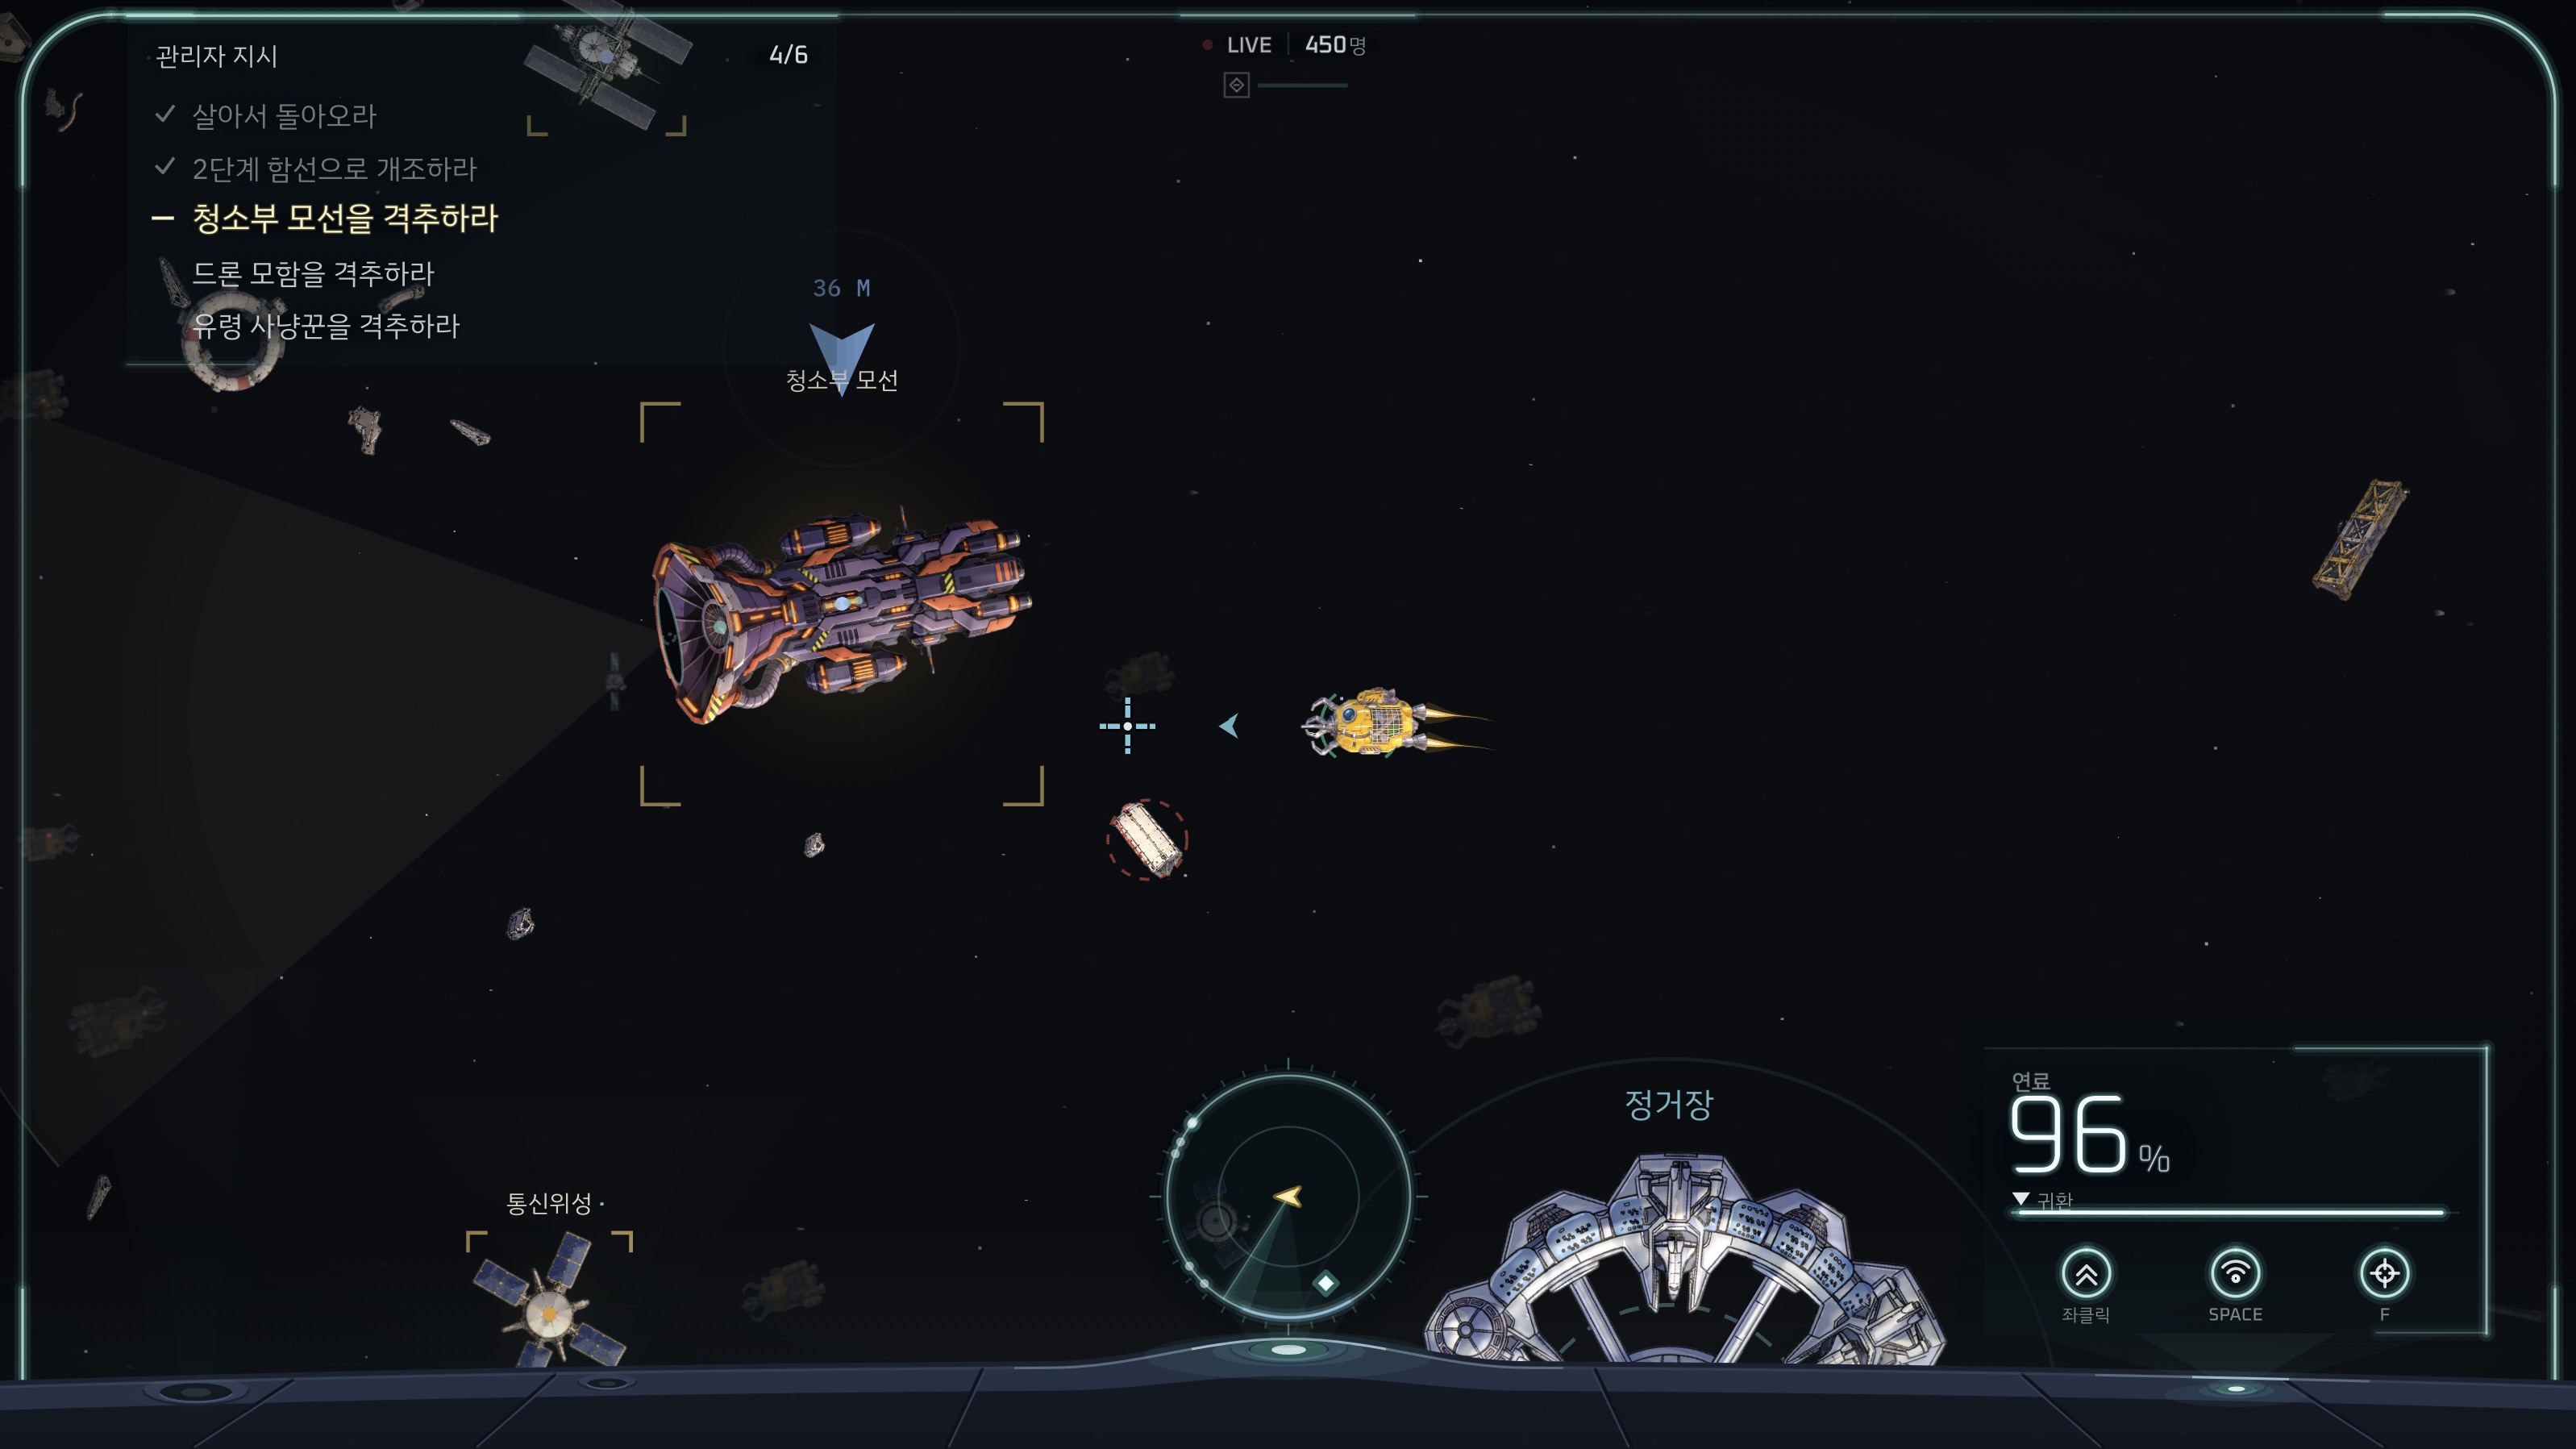 관리자 지시
4/6
살아서 돌아오라
2단계 함선으로 개조하라
청소부 모선을 격추하라
드론 모함을 격추하라
유령 사냥꾼을 격추하라
LIVE 450명
36 M
청소부 모선
정거장
통신위성
연료
96 %
귀환
좌클릭
SPACE
F